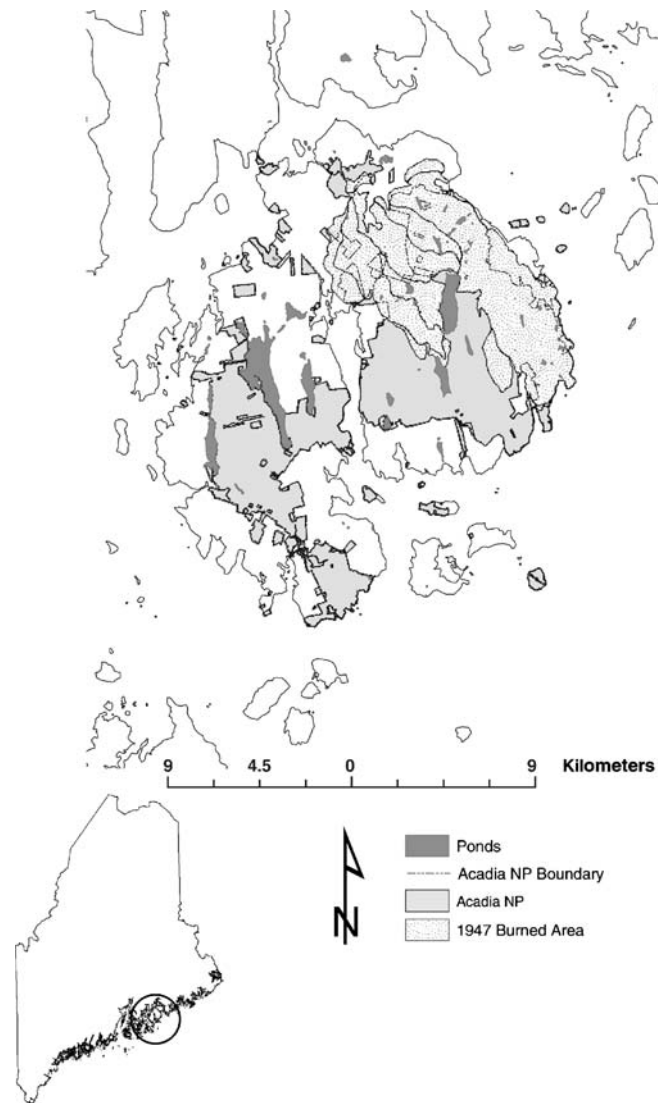 9 4.5 0 9 Kilometers
Ponds
Acadia NP Boundary
Acadia NP
1947 Burned Area
N